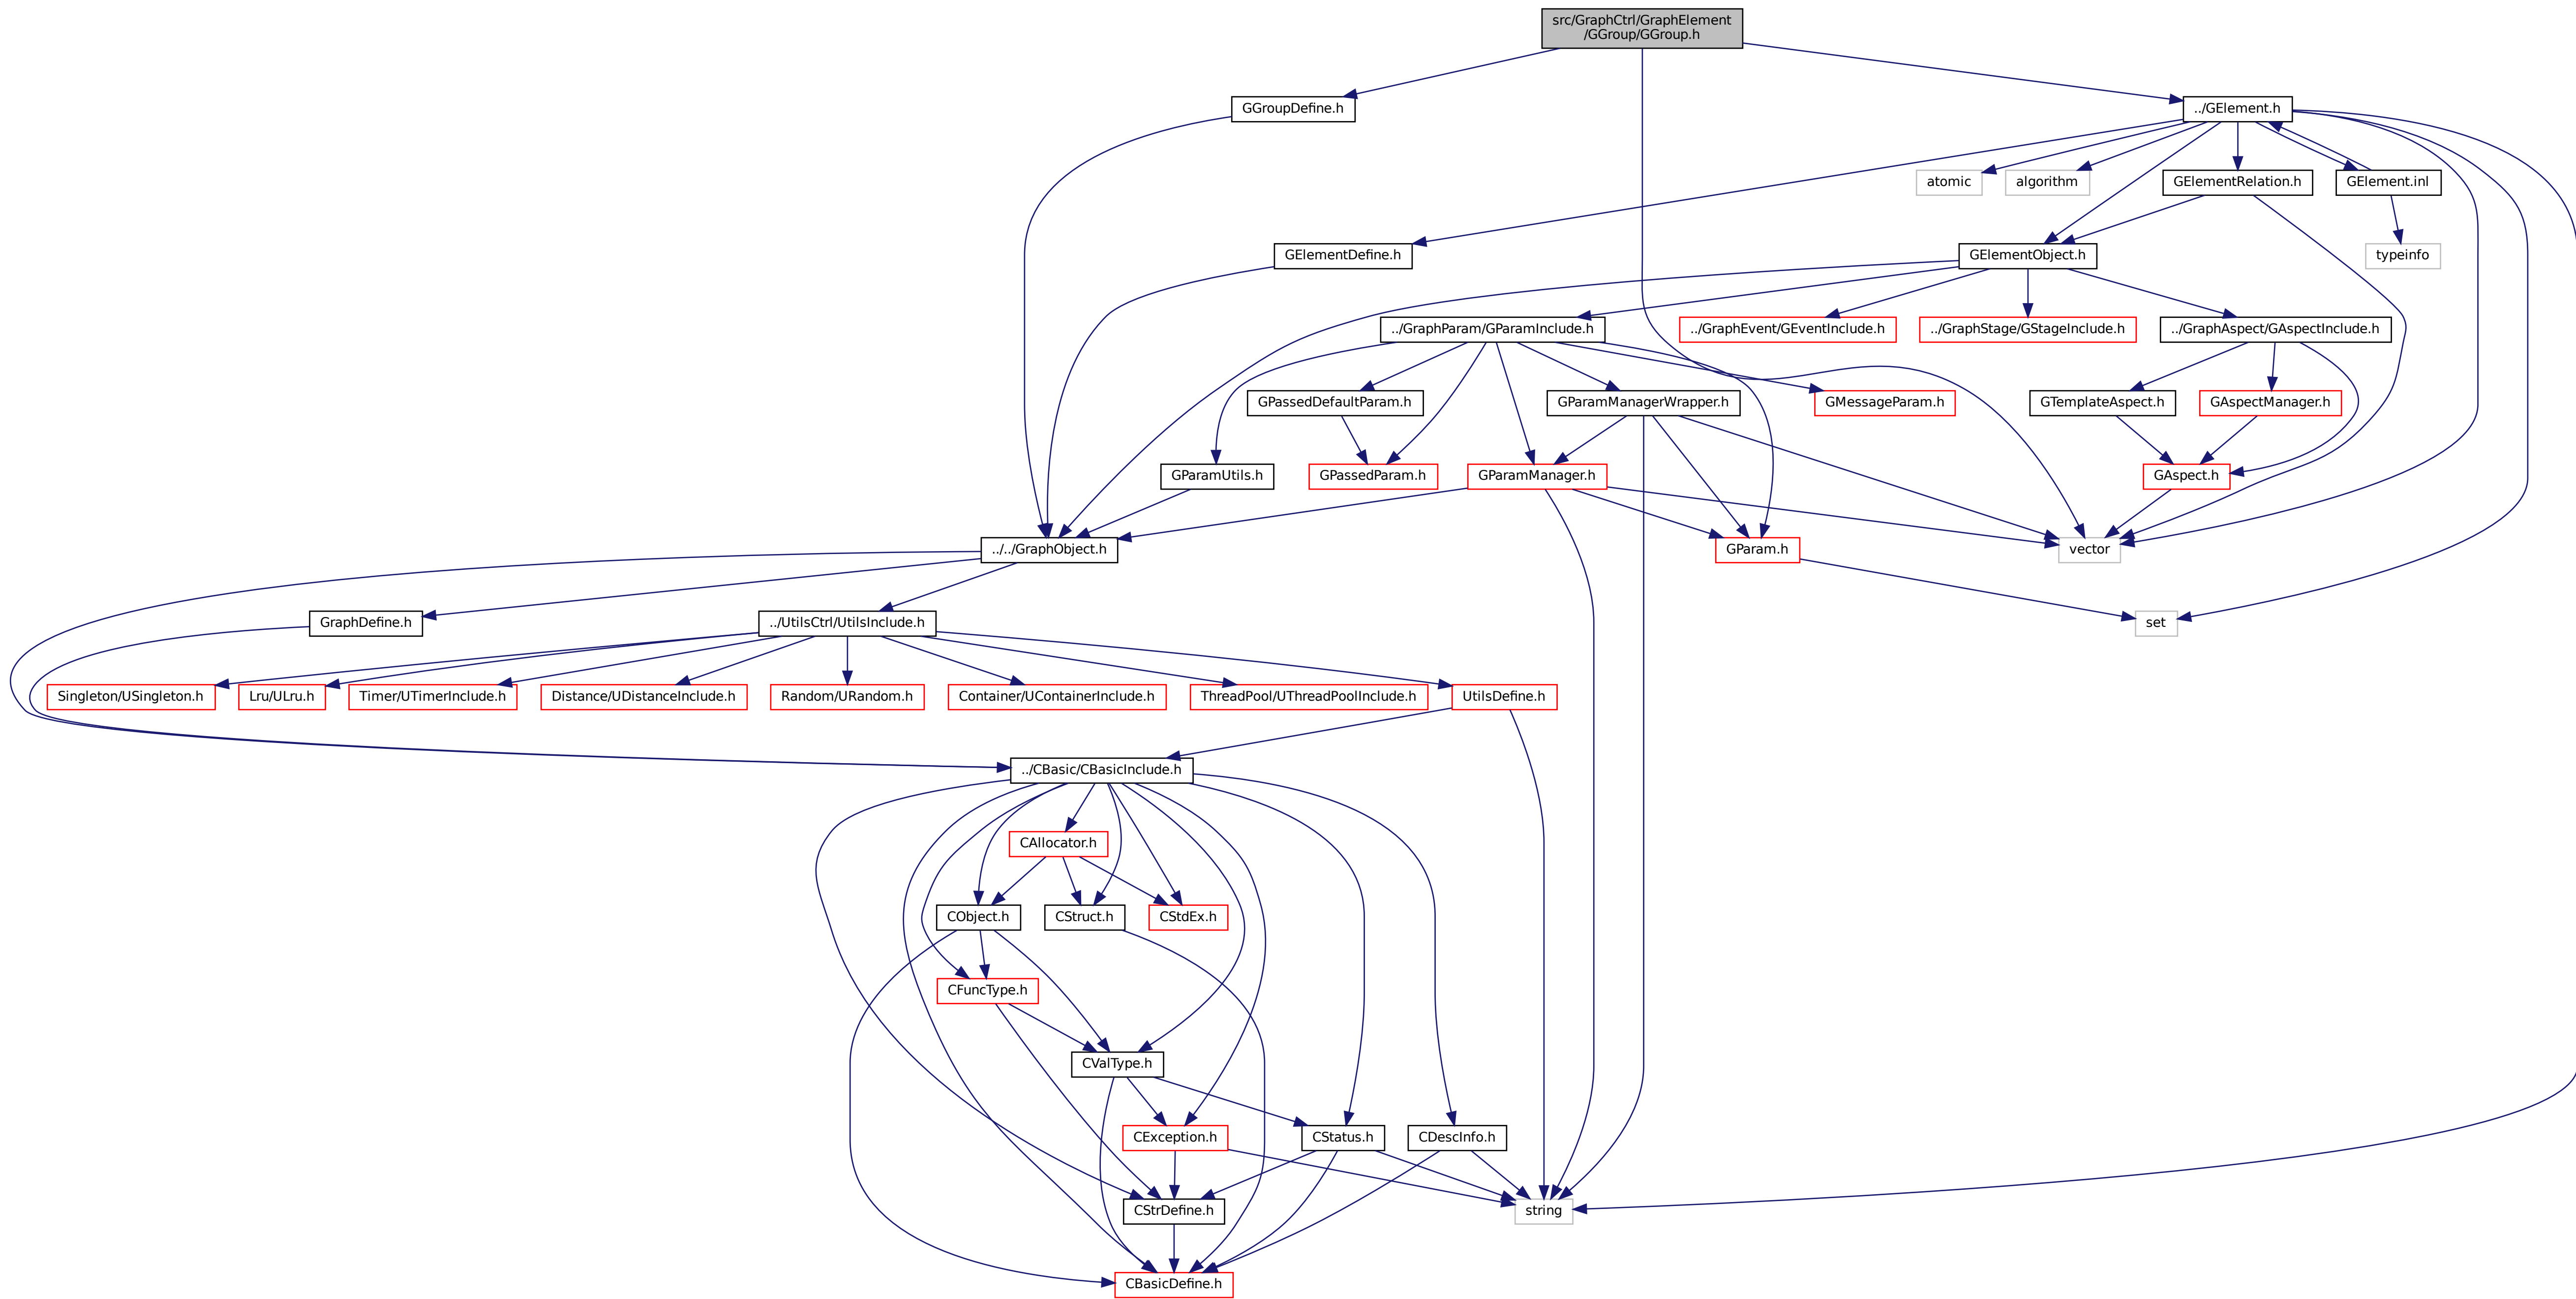 src/GraphCtrl/GraphElement
/GGroup/GGroup.h
GGroupDefine.h
../GElement.h
atomic
algorithm
GElementRelation.h
GElement.inl
GElementDefine.h
GElementObject.h
typeinfo
../GraphParam/GParamInclude.h
../GraphEvent/GEventInclude.h
../GraphStage/GStageInclude.h
../GraphAspect/GAspectInclude.h
GPassedDefaultParam.h
GParamManagerWrapper.h
GMessageParam.h
GTemplateAspect.h
GAspectManager.h
GParamUtils.h
GPassedParam.h
GParamManager.h
GAspect.h
../../GraphObject.h
GParam.h
vector
GraphDefine.h
../UtilsCtrl/UtilsInclude.h
set
Singleton/USingleton.h
Lru/ULru.h
Timer/UTimerInclude.h
Distance/UDistanceInclude.h
Random/URandom.h
Container/UContainerInclude.h
ThreadPool/UThreadPoolInclude.h
UtilsDefine.h
../CBasic/CBasicInclude.h
CAllocator.h
CObject.h
CStruct.h
CStdEx.h
CFuncType.h
CValType.h
CException.h
CStatus.h
CDescInfo.h
CStrDefine.h
string
CBasicDefine.h